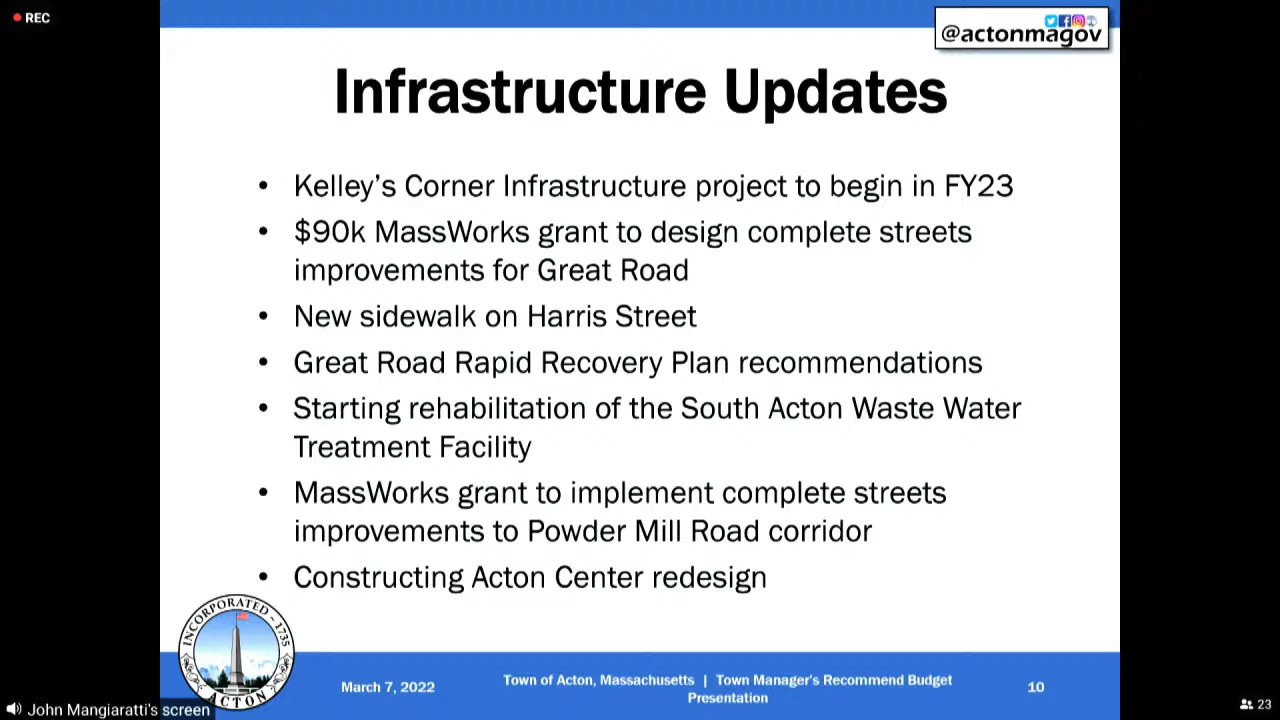 REC
@actonmagov
Infrastructure Updates
• Kelley’s Corner Infrastructure project to begin in FY23
• $90k MassWorks grant to design complete streets
improvements for Great Road
• New sidewalk on Harris Street
• Great Road Rapid Recovery Plan recommendations
• Starting rehabilitation of the South Acton Waste Water
Treatment Facility
• MassWorks grant to implement complete streets
improvements to Powder Mill Road corridor
• Constructing Acton Center redesign
INCORPORATED - 1735
ACTON
March 7, 2022
Town of Acton, Massachusetts | Town Manager's Recommend Budget
Presentation
10
John Mangiaratti's screen
23